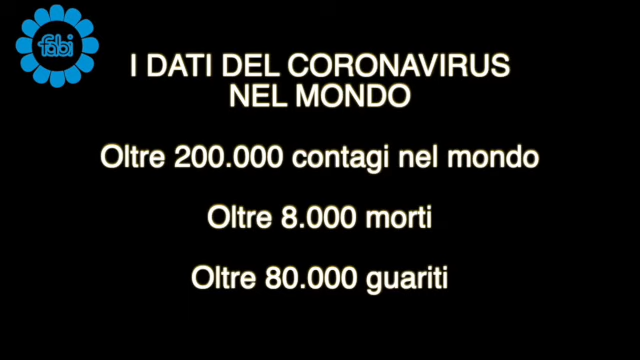 fabi
I DATI DEL CORONAVIRUS
NEL MONDO
Oltre 200.000 contagi nel mondo
Oltre 8.000 morti
Oltre 80.000 guariti